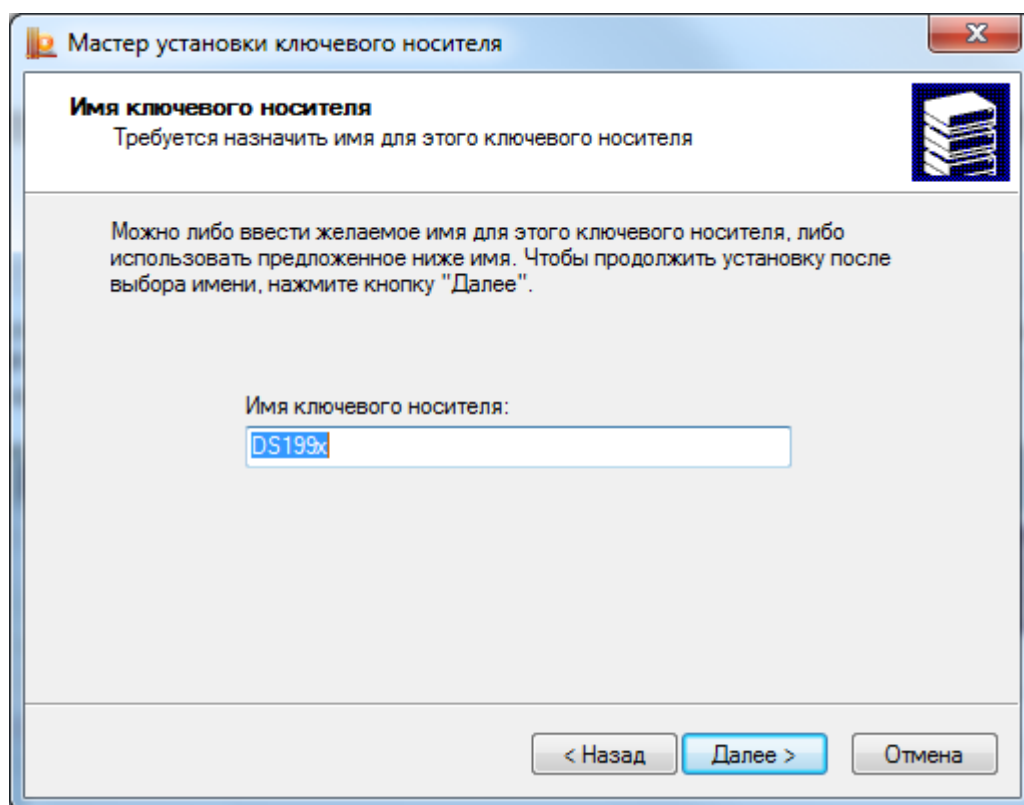 Мастер установки ключевого носителя
Имя ключевого носителя
Требуется назначить имя для этого ключевого носителя
Можно либо ввести желаемое имя для этого ключевого носителя, либо
использовать предложенное ниже имя. Чтобы продолжить установку после
выбора имени, нажмите кнопку "Далее".
Имя ключевого носителя:
DS199x
< Назад Далее > Отмена